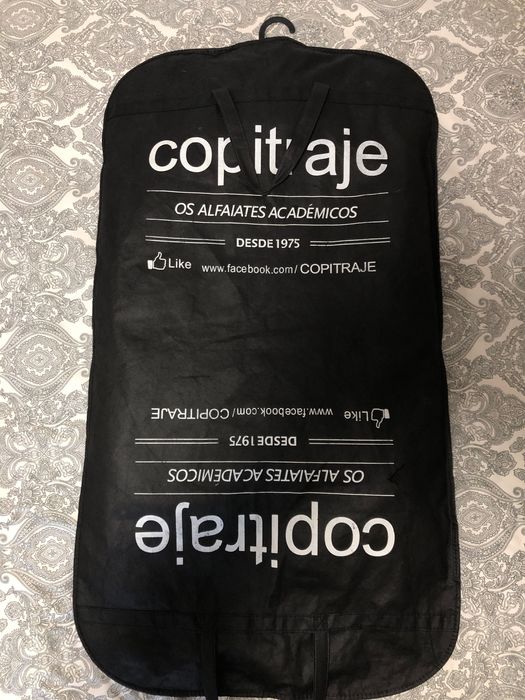 copitraje
OS ALFAIATES ACADÉMICOS
DESDE 1975
Like www.facebook.com/COPITRAJE
Like www.facebook.com/COPITRAJE
DESDE 1975
OS ALFAIATES ACADÉMICOS
copitraje